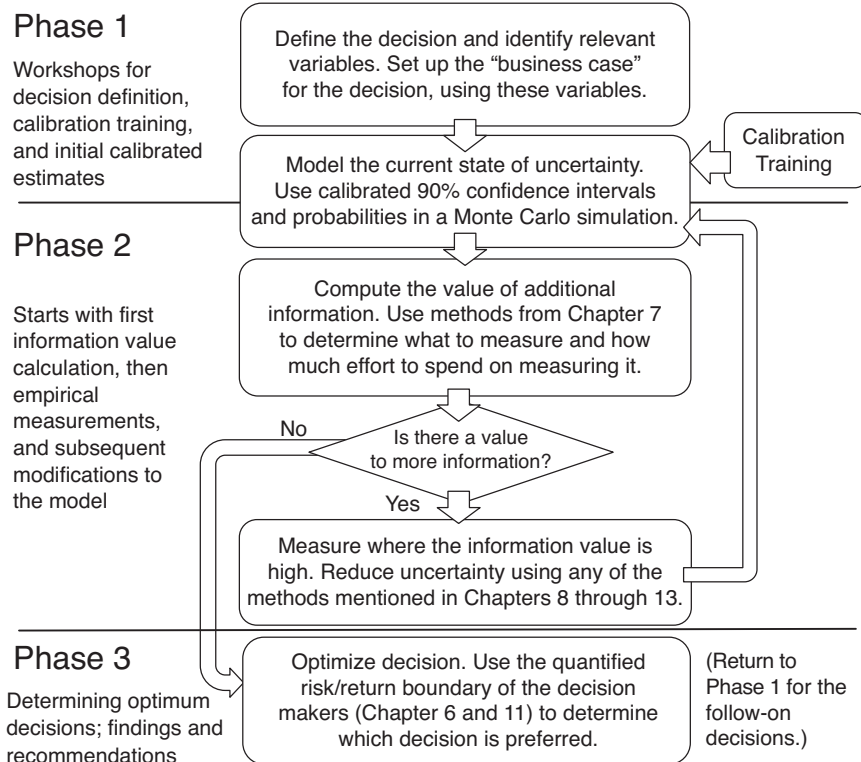 Phase 1
Workshops for
decision definition,
calibration training,
and initial calibrated
estimates
Define the decision and identify relevant
variables. Set up the “business case”
for the decision, using these variables.
Calibration
Training
Model the current state of uncertainty.
Use calibrated 90% confidence intervals
and probabilities in a Monte Carlo simulation.
Phase 2
Starts with first
information value
calculation, then
empirical
measurements,
and subsequent
modifications to
the model
Compute the value of additional
information. Use methods from Chapter 7
to determine what to measure and how
much effort to spend on measuring it.
No
Is there a value
to more information?
Yes
Measure where the information value is
high. Reduce uncertainty using any of the
methods mentioned in Chapters 8 through 13.
Phase 3
Determining optimum
decisions; findings and
recommendations
Optimize decision. Use the quantified
risk/return boundary of the decision
makers (Chapter 6 and 11) to determine
which decision is preferred.
(Return to
Phase 1 for the
follow-on
decisions.)